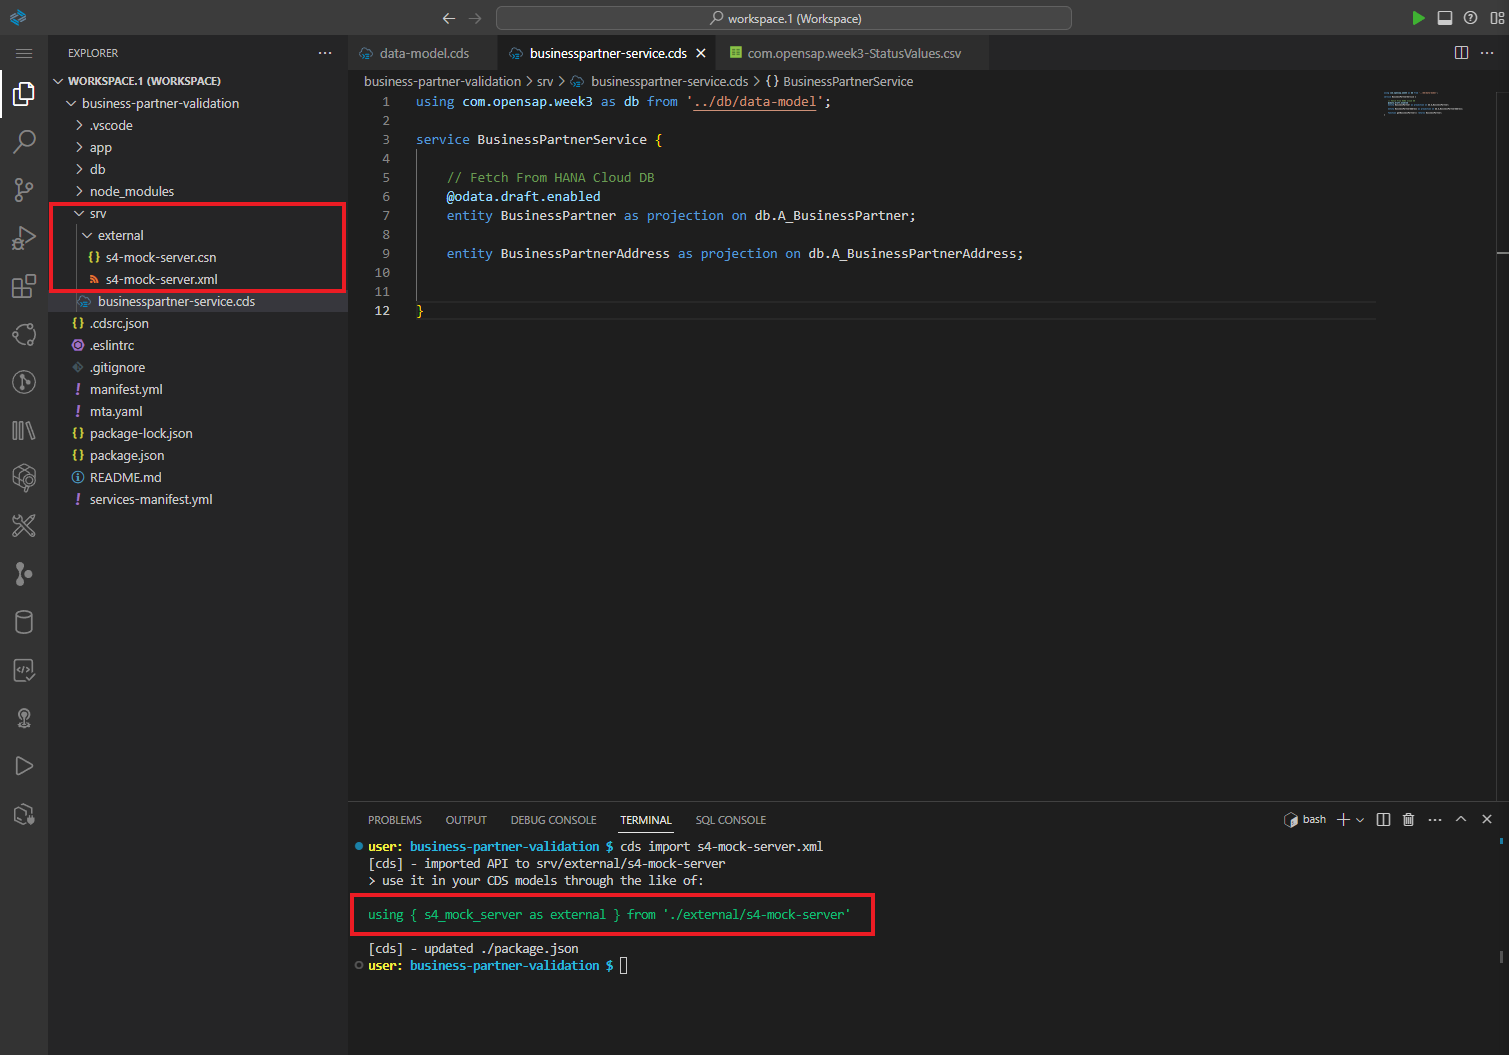 workspace.1 (Workspace)
EXPLORER
WORKSPACE.1 (WORKSPACE)
business-partner-validation
.vscode
app
db
node_modules
srv
external
s4-mock-server.csn
s4-mock-server.xml
businesspartner-service.cds
.cdsrc.json
.eslintrc
.gitignore
manifest.yml
mta.yaml
package-lock.json
package.json
README.md
services-manifest.yml
data-model.cds
businesspartner-service.cds
com.opensap.week3-StatusValues.csv
business-partner-validation > srv > businesspartner-service.cds > {} BusinessPartnerService
1 using com.opensap.week3 as db from '../db/data-model';
2
3 service BusinessPartnerService {
4
5 // Fetch From HANA Cloud DB
6 @odata.draft.enabled
7 entity BusinessPartner as projection on db.A_BusinessPartner;
8
9 entity BusinessPartnerAddress as projection on db.A_BusinessPartnerAddress;
10
11
12 }
PROBLEMS OUTPUT DEBUG CONSOLE TERMINAL SQL CONSOLE
bash
user: business-partner-validation $ cds import s4-mock-server.xml
[cds] - imported API to srv/external/s4-mock-server
> use it in your CDS models through the like of:
using { s4_mock_server as external } from './external/s4-mock-server'
[cds] - updated ./package.json
user: business-partner-validation $